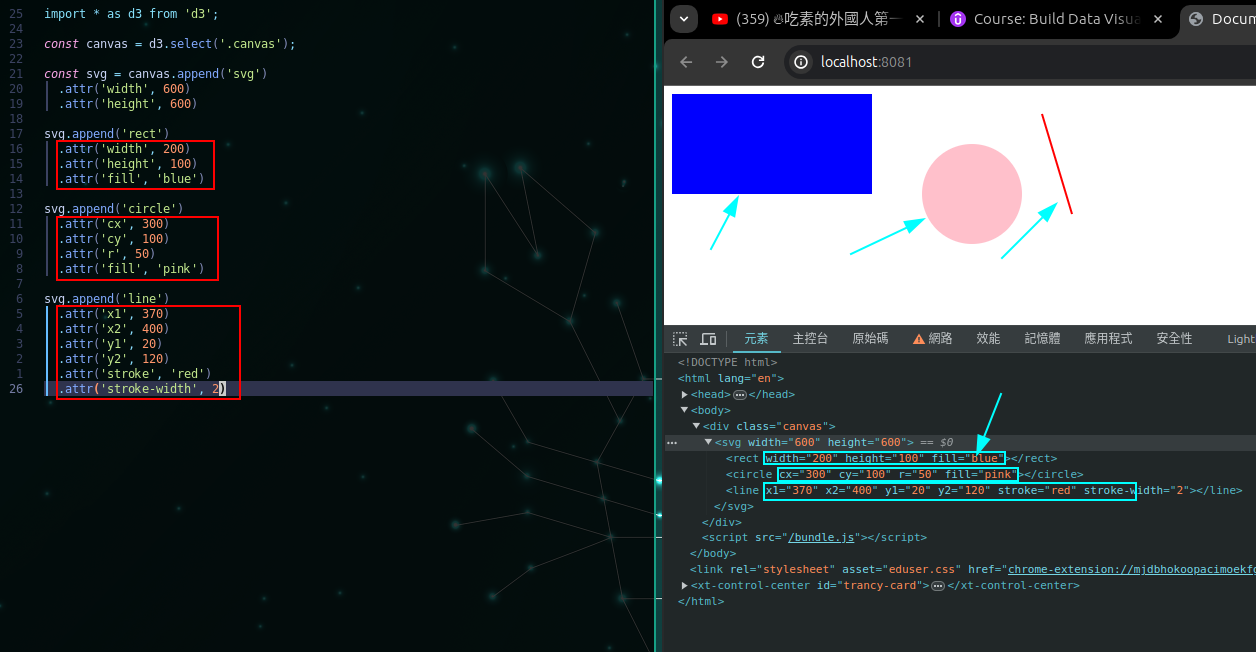 25 import * as d3 from 'd3';
24
23 const canvas = d3.select('.canvas');
22
21 const svg = canvas.append('svg')
20 .attr('width', 600)
19 .attr('height', 600)
18
17 svg.append('rect')
16 .attr('width', 200)
15 .attr('height', 100)
14 .attr('fill', 'blue')
13
12 svg.append('circle')
11 .attr('cx', 300)
10 .attr('cy', 100)
9 .attr('r', 50)
8 .attr('fill', 'pink')
7
6 svg.append('line')
5 .attr('x1', 370)
4 .attr('x2', 400)
3 .attr('y1', 20)
2 .attr('y2', 120)
1 .attr('stroke', 'red')
26 .attr('stroke-width', 2)
(359) 🔥吃素的外國人第一 × Course: Build Data Visua × Docum
localhost:8081
元素 主控台 原始碼 網路 效能 記憶體 應用程式 安全性 Light
<!DOCTYPE html>
<html lang="en">
<head>…</head>
<body>
<div class="canvas">
… <svg width="600" height="600"> == $0
<rect width="200" height="100" fill="blue"></rect>
<circle cx="300" cy="100" r="50" fill="pink"></circle>
<line x1="370" x2="400" y1="20" y2="120" stroke="red" stroke-width="2"></line>
</svg>
</div>
<script src="/bundle.js"></script>
</body>
<link rel="stylesheet" asset="eduser.css" href="chrome-extension://mjdbhokoopacimoekfg
<xt-control-center id="trancy-card">…</xt-control-center>
</html>